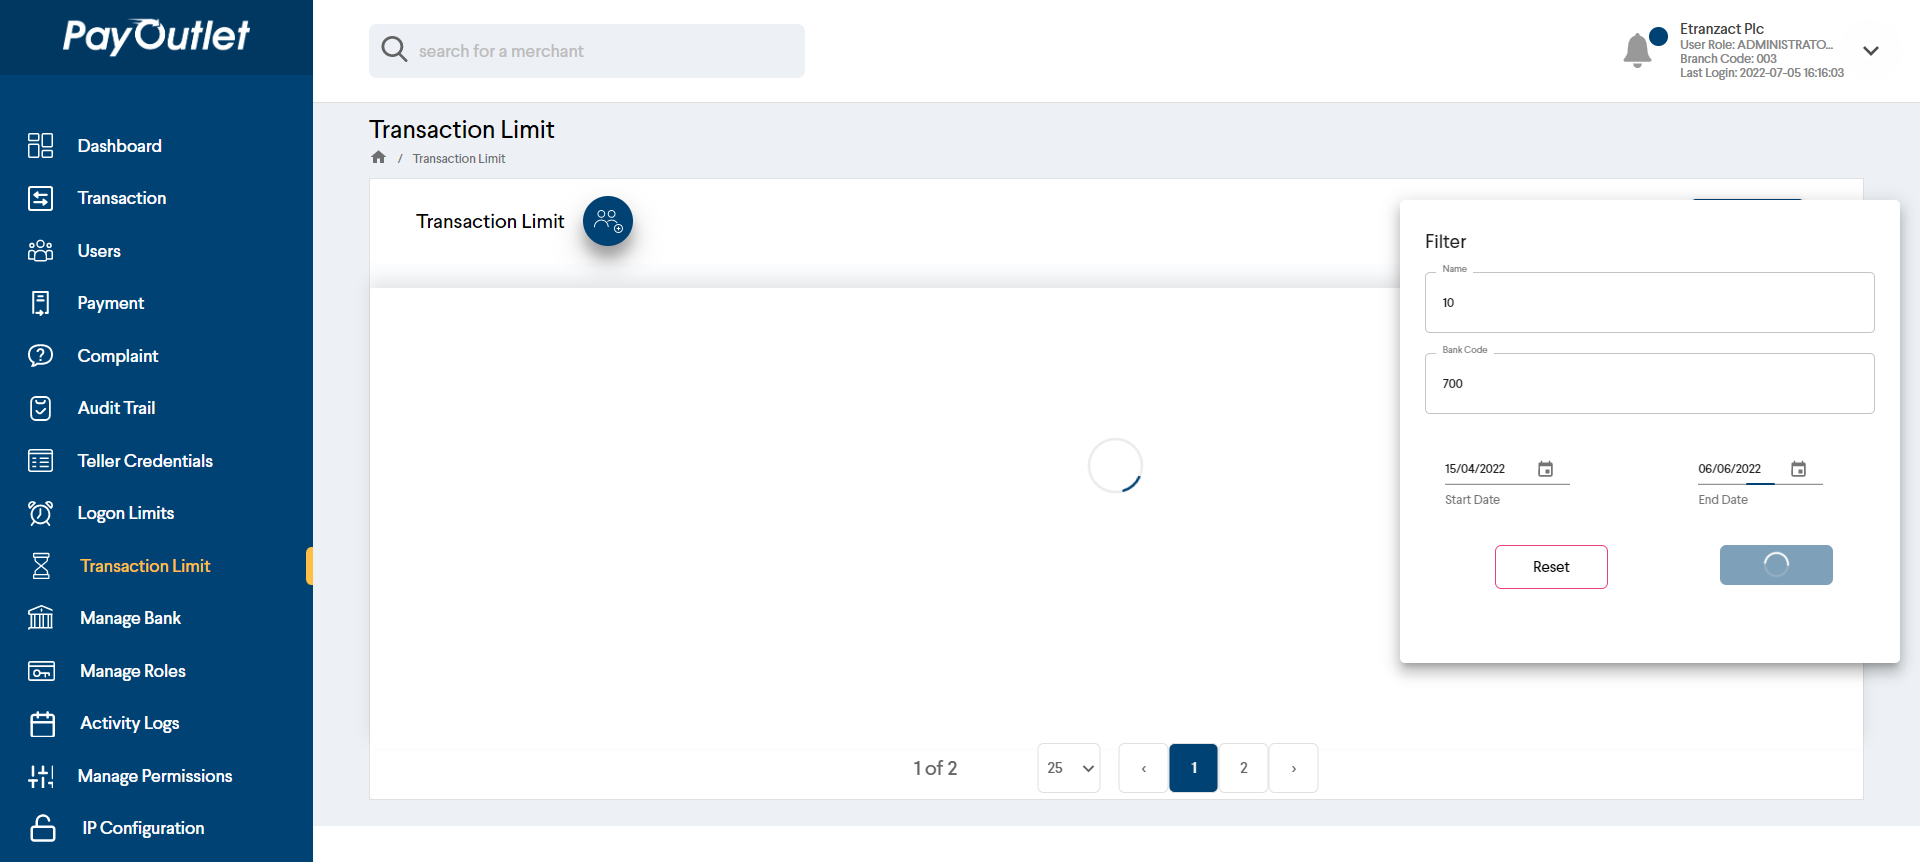 PayOutlet
search for a merchant
Etranzact Plc
User Role: ADMINISTRATO...
Branch Code: 003
Last Login: 2022-07-05 16:16:03
Dashboard
Transaction
Users
Payment
Complaint
Audit Trail
Teller Credentials
Logon Limits
Transaction Limit
Manage Bank
Manage Roles
Activity Logs
Manage Permissions
IP Configuration
Transaction Limit
/ Transaction Limit
Transaction Limit
Filter
Name
10
Bank Code
700
15/04/2022 06/06/2022
Start Date End Date
Reset
1 of 2 25 ‹ 1 2 ›